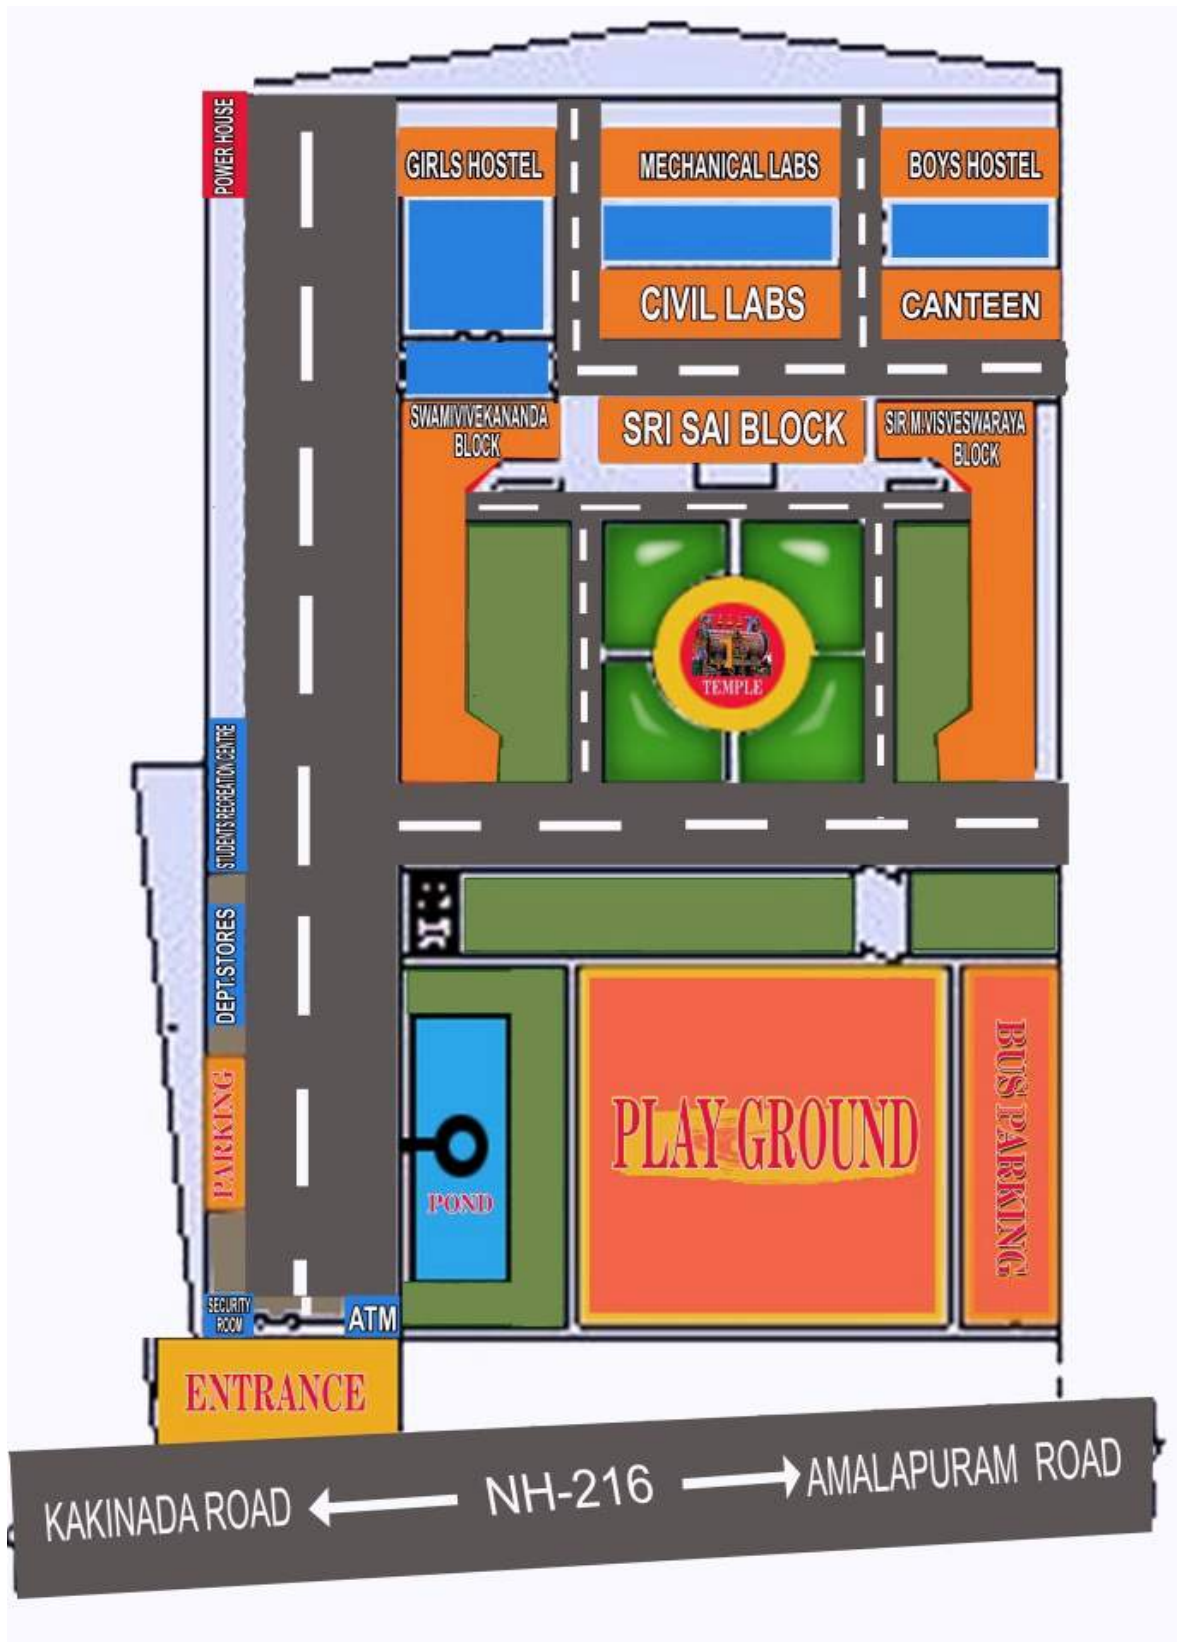 POWER HOUSE
GIRLS HOSTEL
MECHANICAL LABS
BOYS HOSTEL
CIVIL LABS
CANTEEN
SWAMIVIVEKANANDA
BLOCK
SRI SAI BLOCK
SIR M.VISVESWARAYA
BLOCK
TEMPLE
STUDENTS RECREATION CENTRE
DEPT.STORES
PARKING
POND
PLAY GROUND
BUS PARKING
SECURITY
ROOM
ATM
ENTRANCE
KAKINADA ROAD
NH-216
AMALAPURAM ROAD